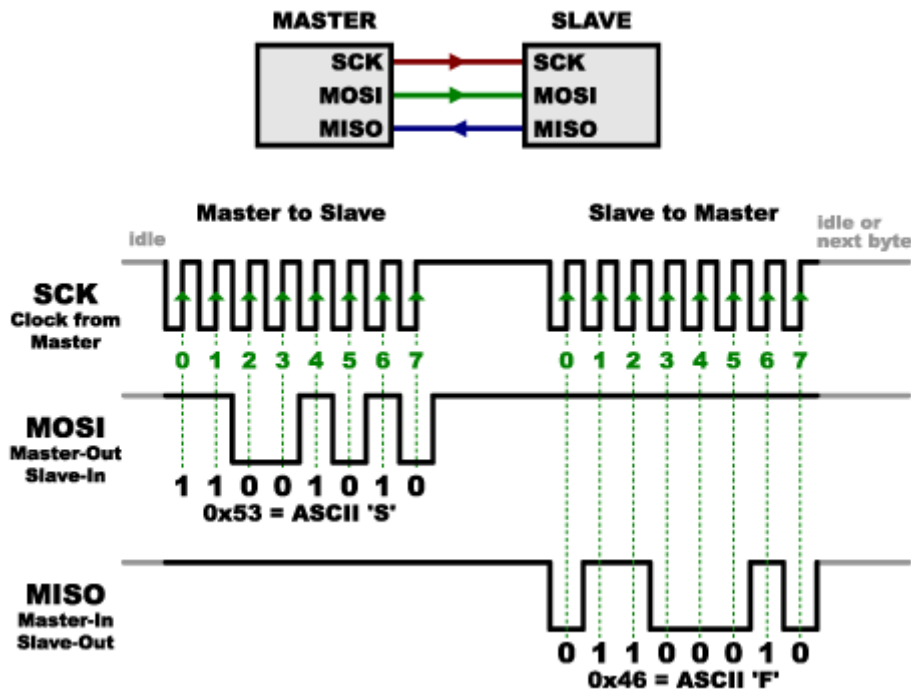 MASTER SLAVE
SCK SCK
MOSI MOSI
MISO MISO
Master to Slave Slave to Master
idle
idle or
next byte
SCK
Clock from
Master
0 1 2 3 4 5 6 7 0 1 2 3 4 5 6 7
MOSI
Master-Out
Slave-In
1 1 0 0 1 0 1 0
0x53 = ASCII 'S'
MISO
Master-In
Slave-Out
0 1 1 0 0 0 1 0
0x46 = ASCII 'F'